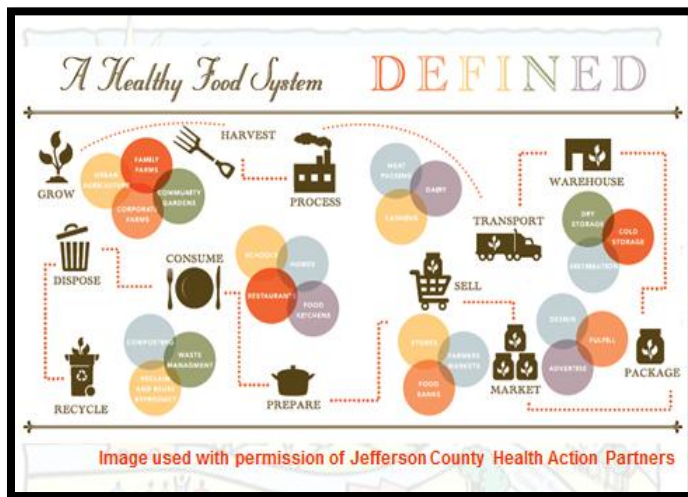 A Healthy Food System DEFINED
GROW
URBAN
AGRICULTURE
FAMILY
FARMS
COMMUNITY
GARDENS
CORPORATE
FARMS
HARVEST
PROCESS
MEAT
PACKING
DAIRY
CANNING
TRANSPORT
WAREHOUSE
DRY
STORAGE
COLD
STORAGE
DISTRIBUTION
PACKAGE
DESIGN
FULFILL
ADVERTISE
MARKET
SELL
STORES
FARMERS
MARKETS
FOOD
BANKS
PREPARE
CONSUME
SCHOOLS
HOMES
RESTAURANTS
FOOD
KITCHENS
DISPOSE
RECYCLE
COMPOSTING
WASTE
MANAGMENT
AND REUSE
Image used with permission of Jefferson County Health Action Partners